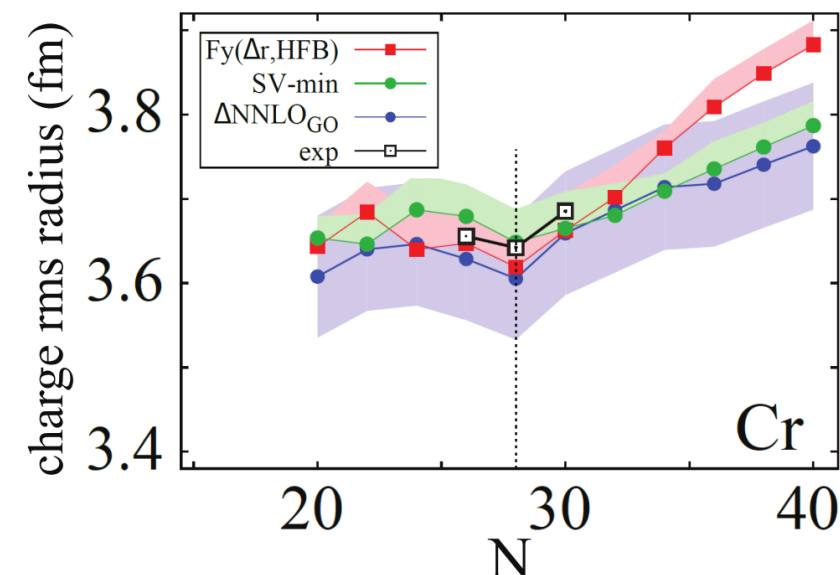 charge rms radius (fm)
3.8
3.6
3.4
Fy(Δr,HFB)
SV-min
ΔNNLO_GO
exp
Cr
20
30
40
N